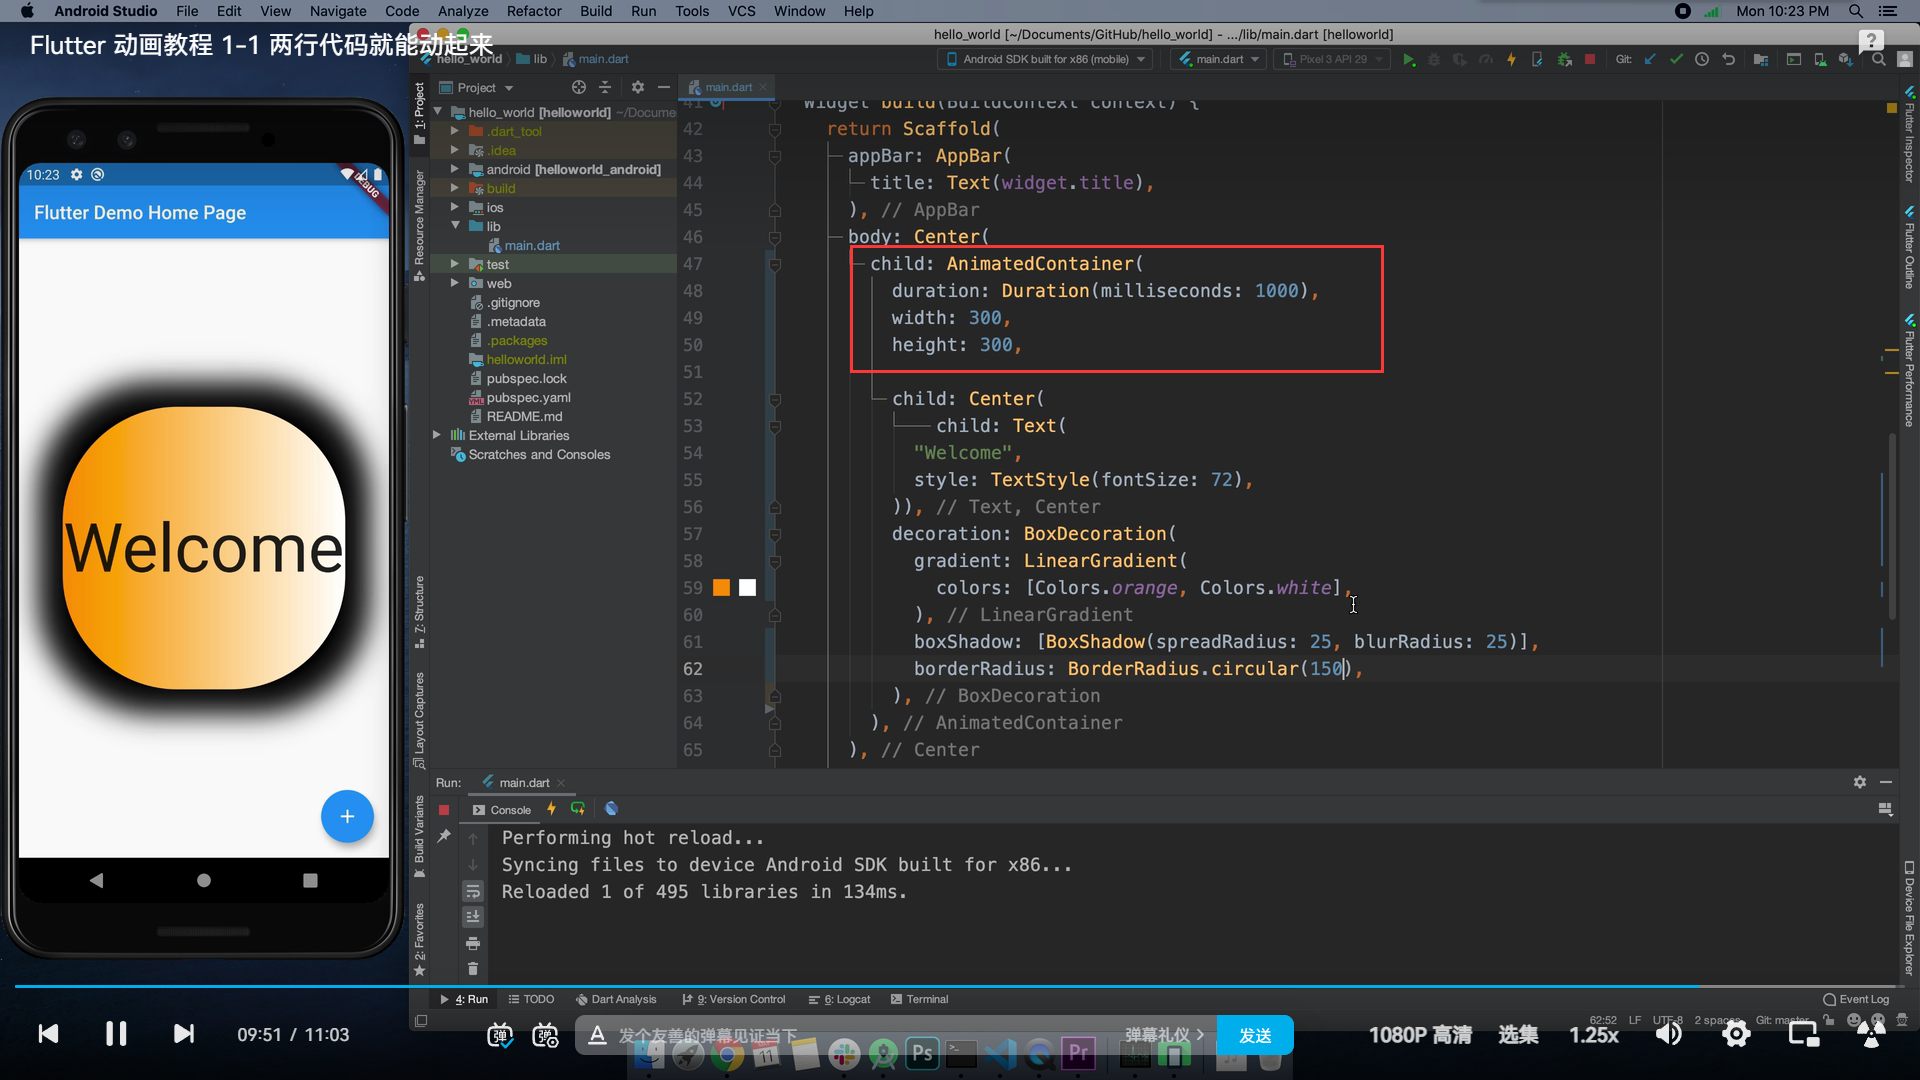 Android Studio File Edit View Navigate Code Analyze Refactor Build Run Tools VCS Window Help
Mon 10:23 PM
Flutter 动画教程 1-1 两行代码就能动起来
hello_world [~/Documents/GitHub/hello_world] - .../lib/main.dart [helloworld]
hello_world lib main.dart
Android SDK built for x86 (mobile) main.dart Pixel 3 API 29 Git:
Project
main.dart
1: Project
Resource Manager
7: Structure
Layout Captures
Build Variants
2: Favorites
hello_world [helloworld] ~/Docume
.dart_tool
.idea
android [helloworld_android]
build
ios
lib
main.dart
test
web
.gitignore
.metadata
.packages
helloworld.iml
pubspec.lock
pubspec.yaml
README.md
External Libraries
Scratches and Consoles
10:23
DEBUG
Flutter Demo Home Page
Welcome
+
41 Widget build(BuildContext context) {
42 return Scaffold(
43 appBar: AppBar(
44 title: Text(widget.title),
45 ), // AppBar
46 body: Center(
47 child: AnimatedContainer(
48 duration: Duration(milliseconds: 1000),
49 width: 300,
50 height: 300,
51
52 child: Center(
53 child: Text(
54 "Welcome",
55 style: TextStyle(fontSize: 72),
56 )), // Text, Center
57 decoration: BoxDecoration(
58 gradient: LinearGradient(
59 colors: [Colors.orange, Colors.white],
60 ), // LinearGradient
61 boxShadow: [BoxShadow(spreadRadius: 25, blurRadius: 25)],
62 borderRadius: BorderRadius.circular(150),
63 ), // BoxDecoration
64 ), // AnimatedContainer
65 ), // Center
Flutter Inspector
Flutter Outline
Flutter Performance
Device File Explorer
Run: main.dart
Console
Performing hot reload...
Syncing files to device Android SDK built for x86...
Reloaded 1 of 495 libraries in 134ms.
4: Run TODO Dart Analysis 9: Version Control 6: Logcat Terminal Event Log
62:52 LF UTF-8 2 spaces Git: master
09:51 / 11:03
弹 弹
A 发个友善的弹幕见证当下 弹幕礼仪 > 发送
1080P 高清 选集 1.25x
11 Ps Pr